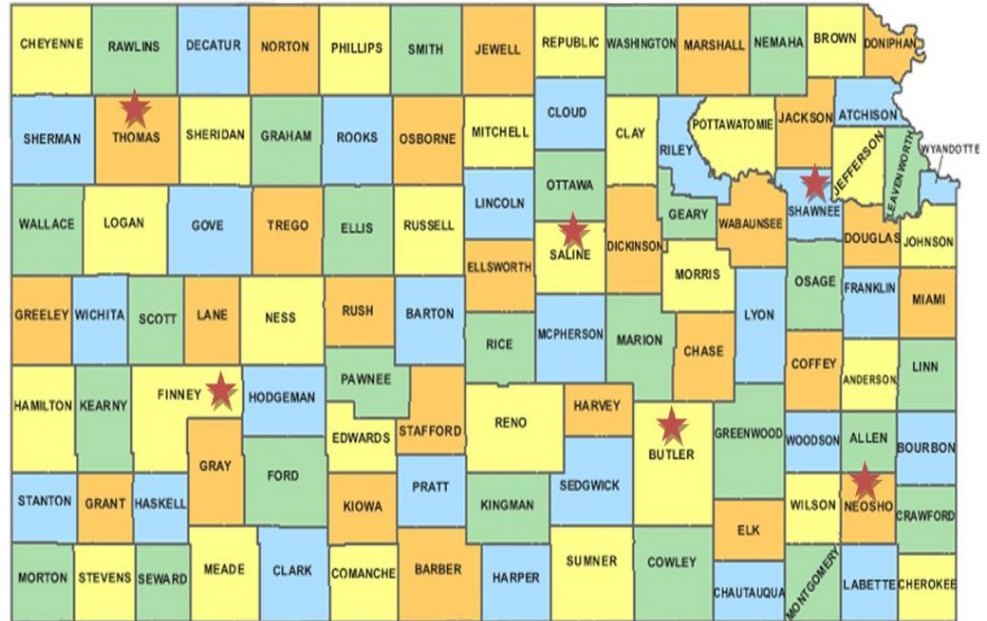 CHEYENNE
RAWLINS
DECATUR
NORTON
PHILLIPS
SMITH
JEWELL
REPUBLIC
WASHINGTON
MARSHALL
NEMAHA
BROWN
DONIPHAN
SHERMAN
THOMAS
SHERIDAN
GRAHAM
ROOKS
OSBORNE
MITCHELL
CLOUD
CLAY
RILEY
POTTAWATOMIE
JACKSON
ATCHISON
JEFFERSON
LEAVENWORTH
WYANDOTTE
WALLACE
LOGAN
GOVE
TREGO
ELLIS
RUSSELL
LINCOLN
OTTAWA
SALINE
DICKINSON
GEARY
WABAUNSEE
SHAWNEE
DOUGLAS
JOHNSON
ELLSWORTH
MORRIS
OSAGE
FRANKLIN
MIAMI
GREELEY
WICHITA
SCOTT
LANE
NESS
RUSH
BARTON
RICE
MCPHERSON
MARION
CHASE
LYON
COFFEY
ANDERSON
LINN
HAMILTON
KEARNY
FINNEY
HODGEMAN
PAWNEE
EDWARDS
STAFFORD
RENO
HARVEY
BUTLER
GREENWOOD
WOODSON
ALLEN
BOURBON
STANTON
GRANT
HASKELL
GRAY
FORD
KIOWA
PRATT
KINGMAN
SEDGWICK
ELK
WILSON
NEOSHO
CRAWFORD
MORTON
STEVENS
SEWARD
MEADE
CLARK
COMANCHE
BARBER
HARPER
SUMNER
COWLEY
CHAUTAUQUA
MONTGOMERY
LABETTE
CHEROKEE